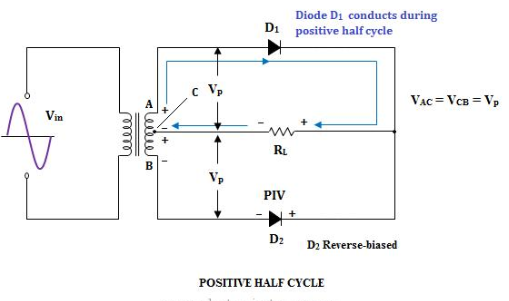 Diode D1 conducts during
positive half cycle
D1
C Vp
A
+
VAC = VCB = Vp
Vin
−
− +
+
RL
B
−
Vp
PIV
− +
D2
D2 Reverse-biased
POSITIVE HALF CYCLE